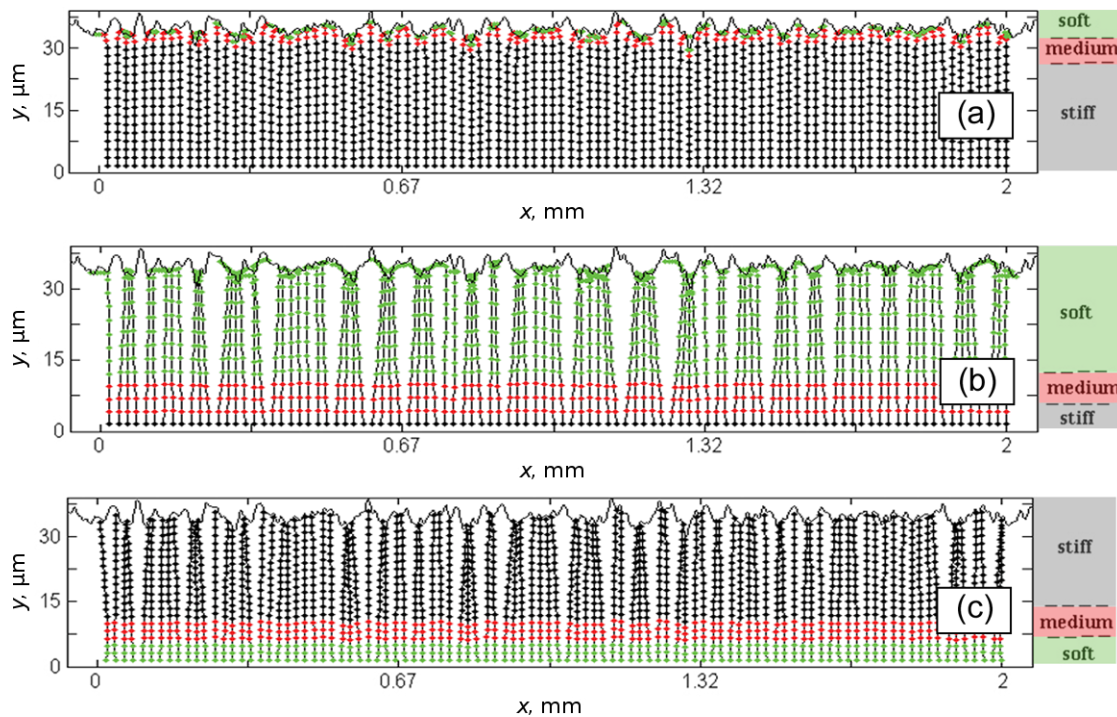 30
15
0
y, μm
0
0.67
1.32
2
x, mm
(a)
soft
medium
stiff
30
15
0
y, μm
0
0.67
1.32
2
x, mm
(b)
soft
medium
stiff
30
15
0
y, μm
0
0.67
1.32
2
x, mm
(c)
stiff
medium
soft